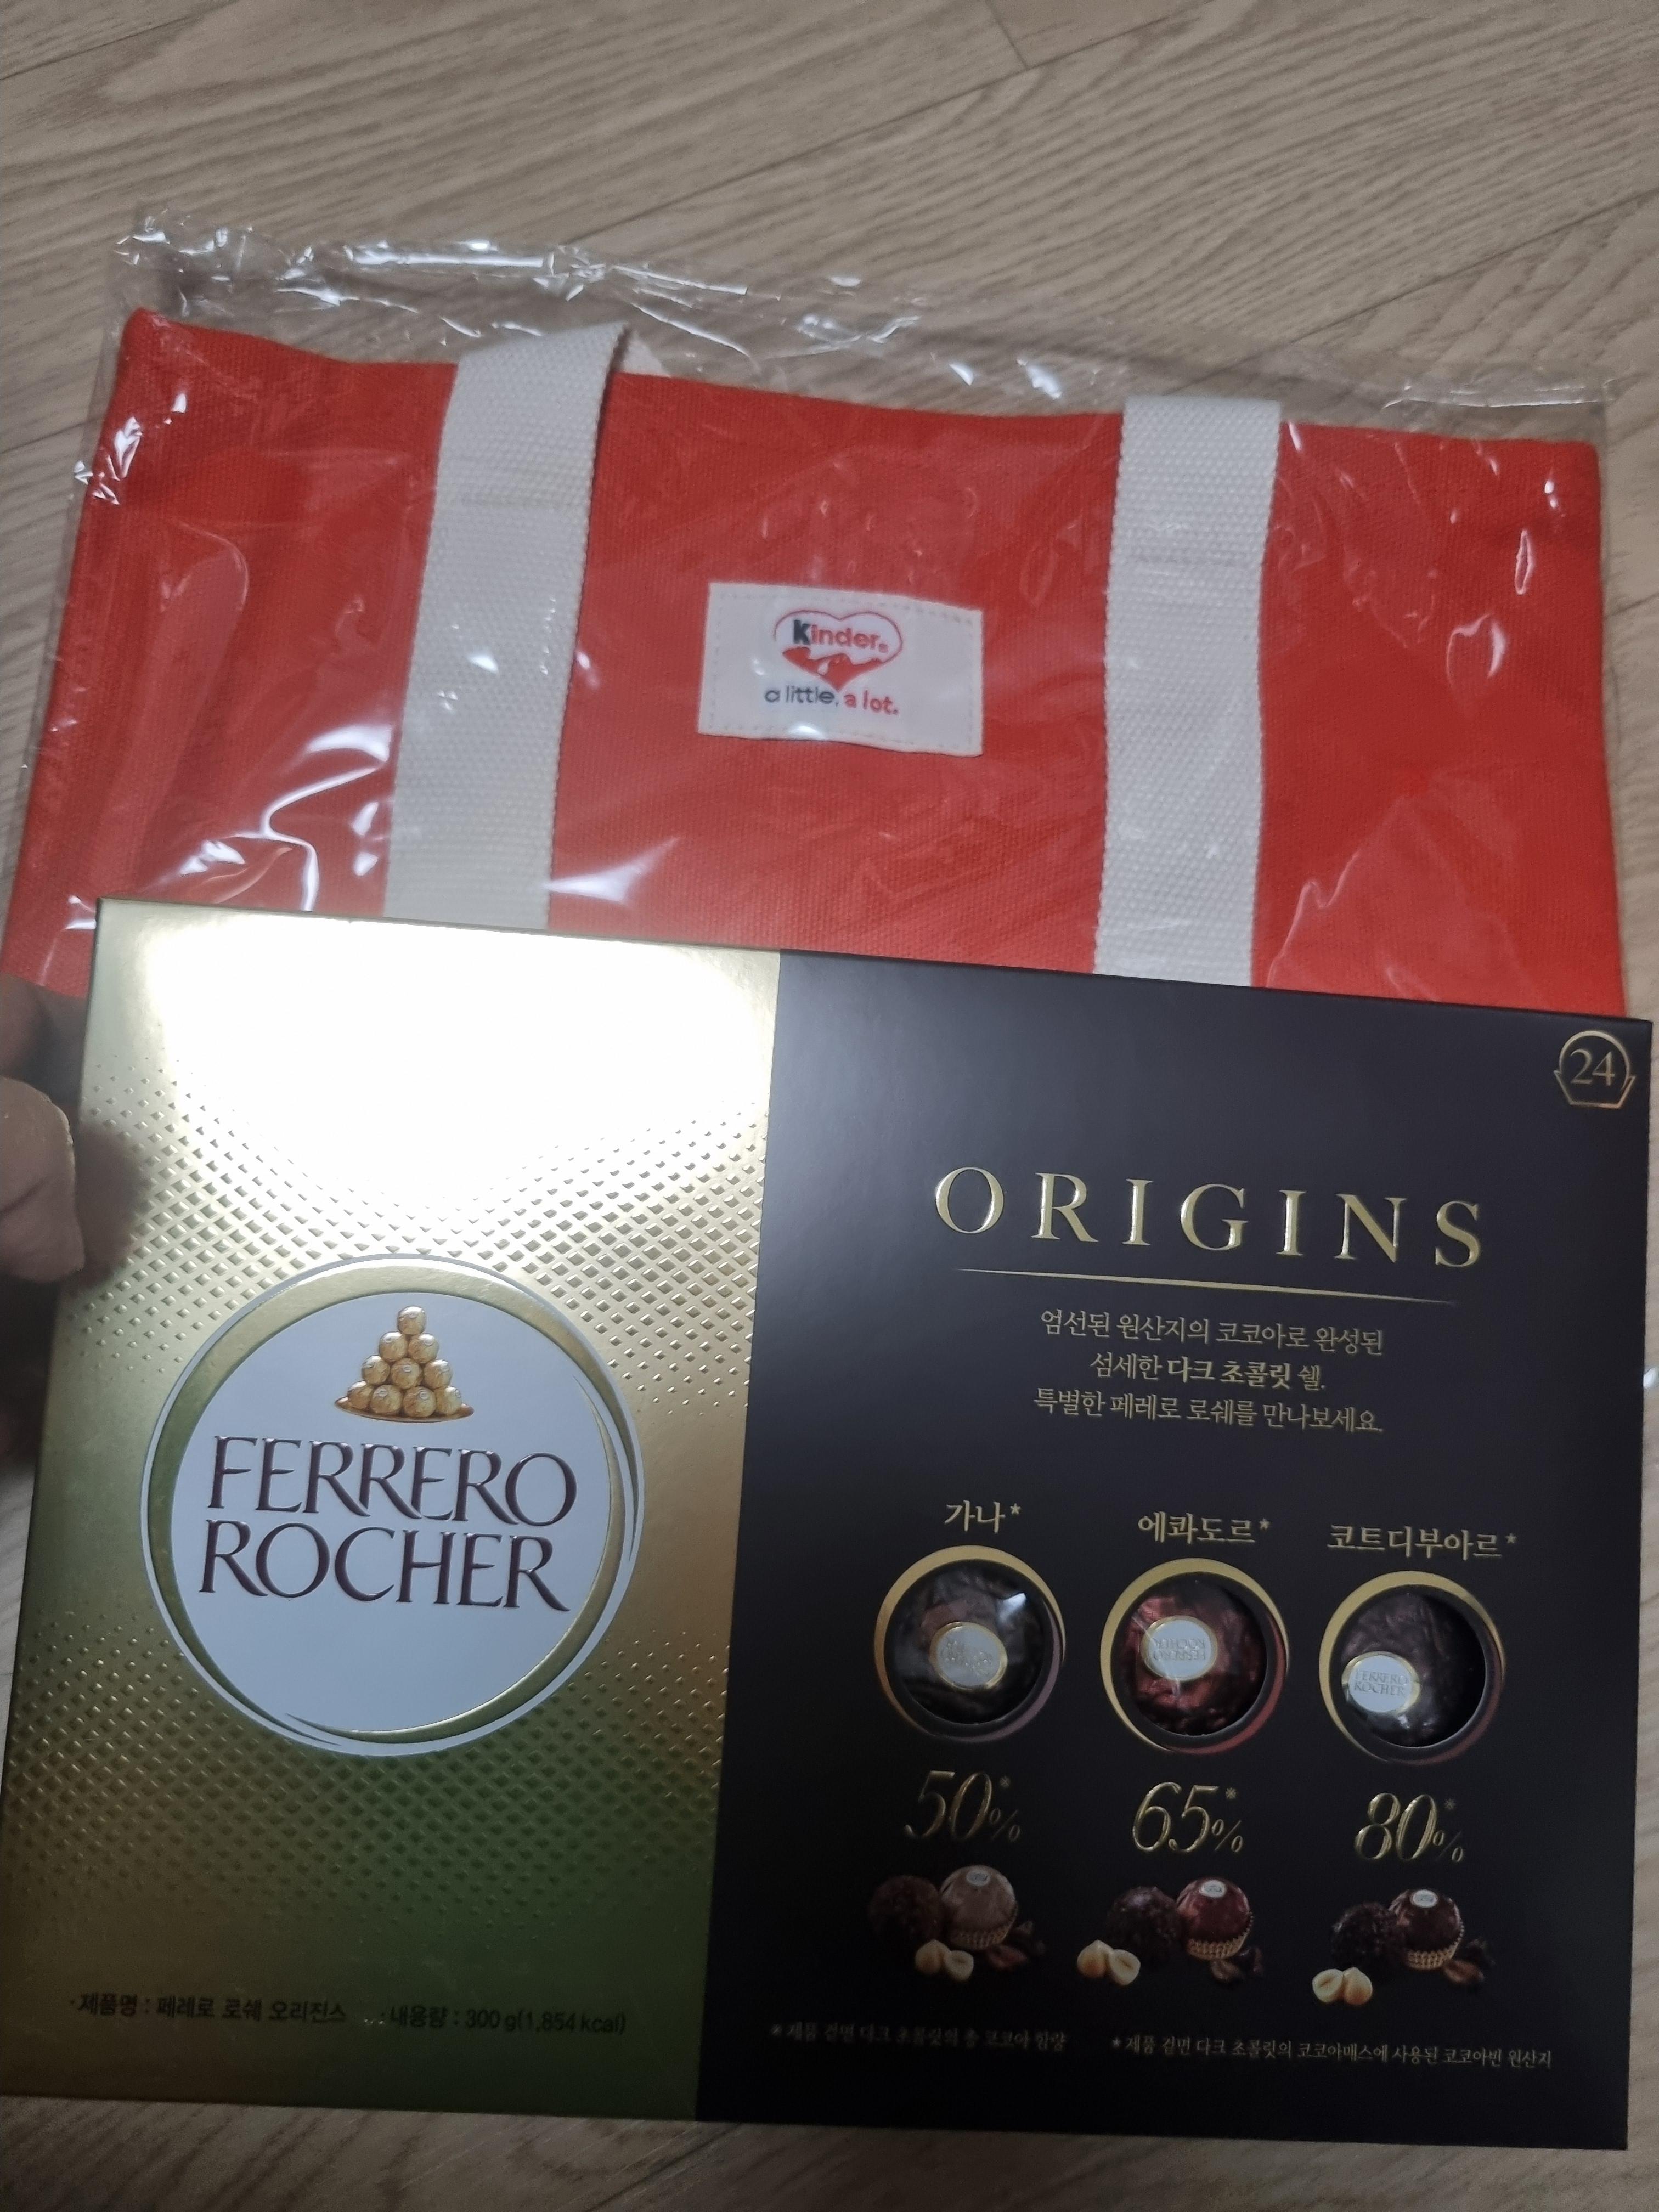 Kinder®
a little, a lot.
24
ORIGINS
엄선된 원산지의 코코아로 완성된
섬세한 다크 초콜릿 쉘.
특별한 페레로 로쉐를 만나보세요.
FERRERO
ROCHER
가나* 에콰도르* 코트디부아르*
FERRERO
ROCHER
FERRERO
ROCHER
50*% 65*% 80*%
· 제품명 : 페레로 로쉐 오리진스 · 내용량 : 300 g(1,854 kcal)
* 제품 겉면 다크 초콜릿의 총 코코아 함량 * 제품 겉면 다크 초콜릿의 코코아매스에 사용된 코코아빈 원산지